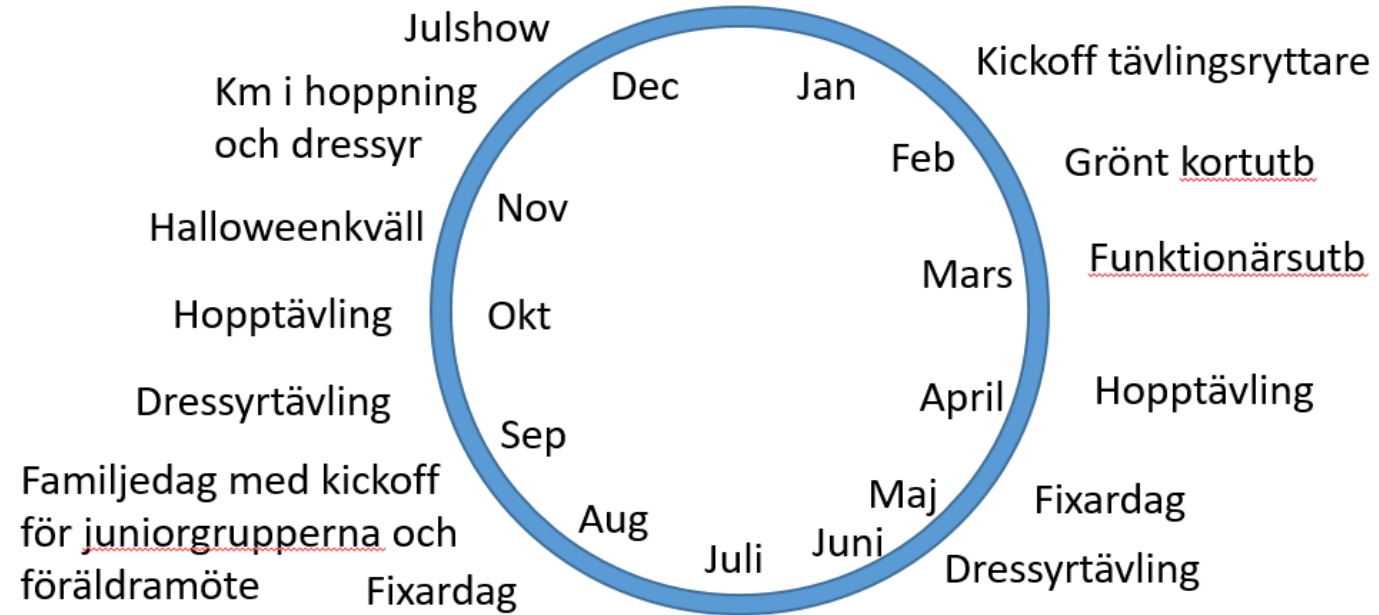 Julshow
Kickoff tävlingsryttare
Km i hoppning
och dressyr
Dec
Jan
Feb
Grönt kortutb
Nov
Halloweenkväll
Mars
Funktionärsutb
Hopptävling
Okt
April
Hopptävling
Dressyrtävling
Sep
Maj
Fixardag
Familjedag med kickoff
för juniorgrupperna och
föräldramöte
Aug
Juli
Juni
Dressyrtävling
Fixardag